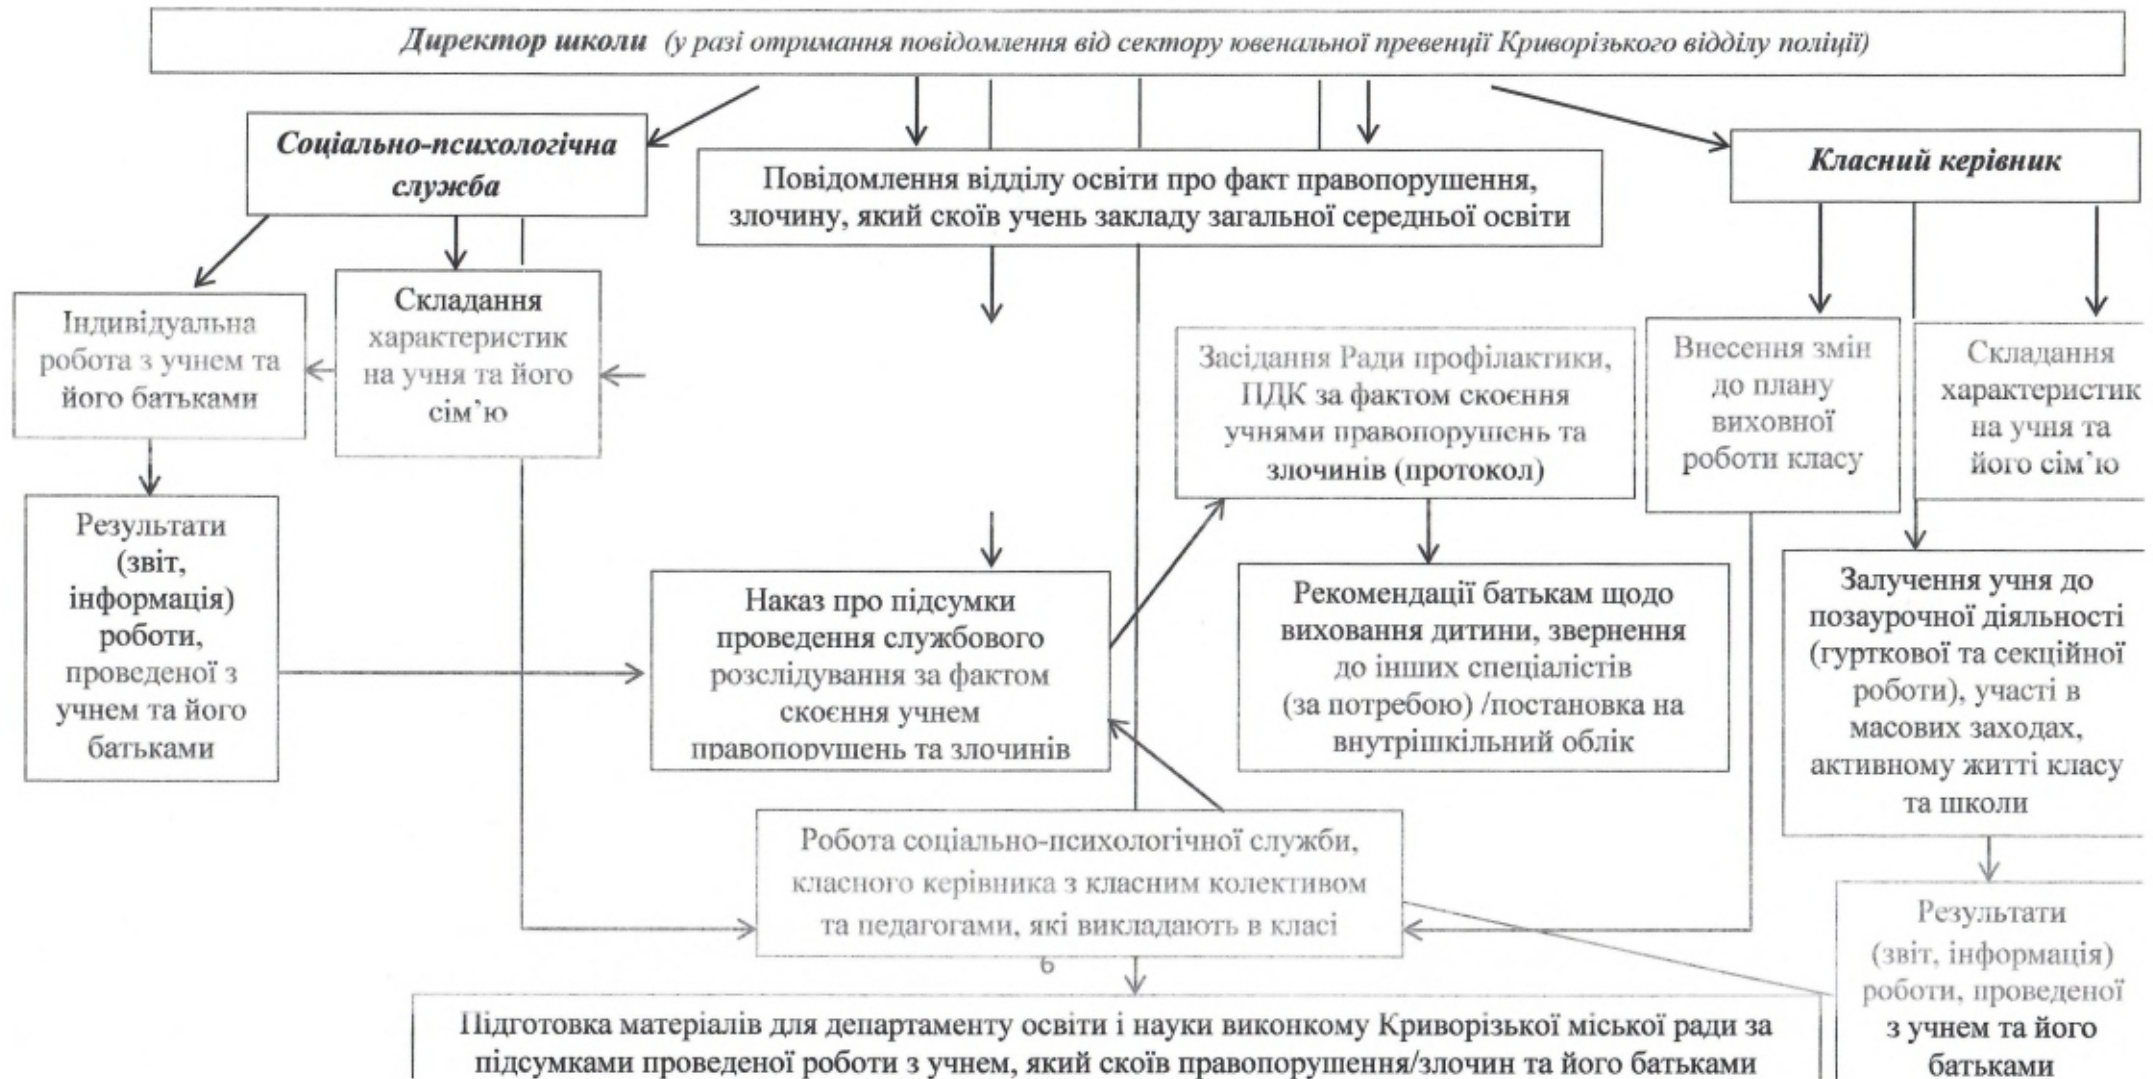 Директор школи (у разі отримання повідомлення від сектору ювенальної превенції Криворізького відділу поліції)
Соціально-психологічна
служба
Повідомлення відділу освіти про факт правопорушення,
злочину, який скоїв учень закладу загальної середньої освіти
Класний керівник
Індивідуальна
робота з учнем та
його батьками
Складання
характеристик
на учня та його
сім’ю
Засідання Ради профілактики,
ПДК за фактом скоєння
учнями правопорушень та
злочинів (протокол)
Внесення змін
до плану
виховної
роботи класу
Складання
характеристик
на учня та
його сім’ю
Результати
(звіт,
інформація)
роботи,
проведеної з
учнем та його
батьками
Наказ про підсумки
проведення службового
розслідування за фактом
скоєння учнем
правопорушень та злочинів
Рекомендації батькам щодо
виховання дитини, звернення
до інших спеціалістів
(за потребою) /постановка на
внутрішкільний облік
Залучення учня до
позаурочної діяльності
(гурткової та секційної
роботи), участі в
масових заходах,
активному житті класу
та школи
Робота соціально-психологічної служби,
класного керівника з класним колективом
та педагогами, які викладають в класі
6
Результати
(звіт, інформація)
роботи, проведеної
з учнем та його
батьками
Підготовка матеріалів для департаменту освіти і науки виконкому Криворізької міської ради за
підсумками проведеної роботи з учнем, який скоїв правопорушення/злочин та його батьками